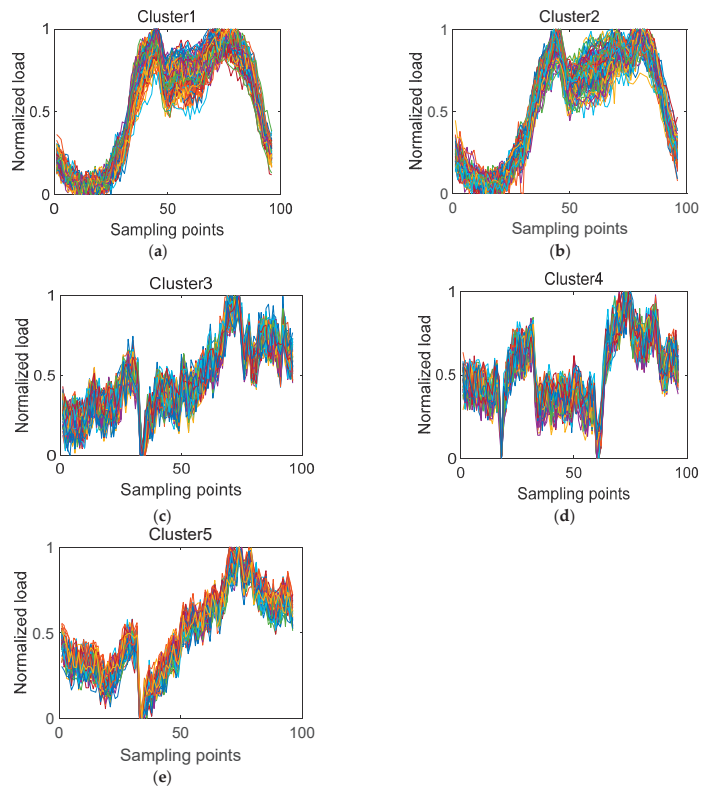 Cluster1
Normalized load
1
0.5
0
0
50
100
Sampling points
(a)
Cluster2
Normalized load
1
0.5
0
0
50
100
Sampling points
(b)
Cluster3
Normalized load
1
0.5
0
0
50
100
Sampling points
(c)
Cluster4
Normalized load
1
0.5
0
0
50
100
Sampling points
(d)
Cluster5
Normalized load
1
0.5
0
0
50
100
Sampling points
(e)